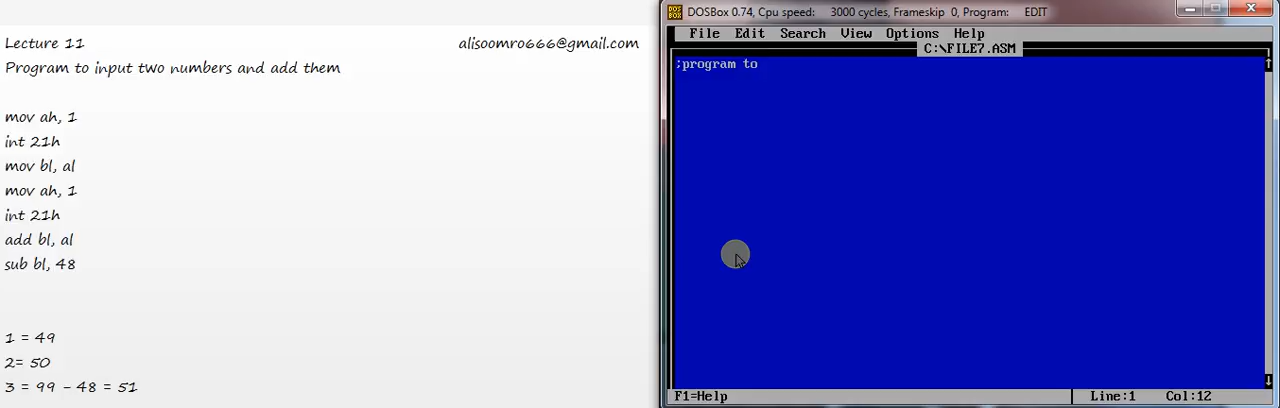 Lecture 11
alisoomro666@gmail.com
Program to input two numbers and add them
mov ah, 1
int 21h
mov bl, al
mov ah, 1
int 21h
add bl, al
sub bl, 48
1 = 49
2= 50
3 = 99 - 48 = 51
DOSBox 0.74, Cpu speed: 3000 cycles, Frameskip 0, Program: EDIT
File Edit Search View Options Help
C:\FILE7.ASM
;program to
F1=Help Line:1 Col:12